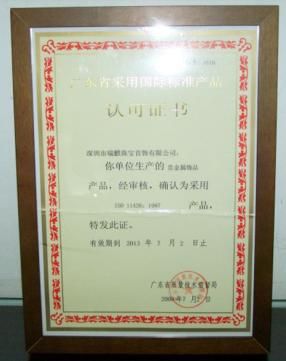 广东省采用国际标准产品
认可证书
深圳市瑞麒珠宝首饰有限公司:
你单位生产的 贵金属饰品
产品，经审核，确认为采用
ISO 11426: 1997 产品,
特发此证。
有效期到 2013 年 7 月 2 日止
广东省质量技术监督局